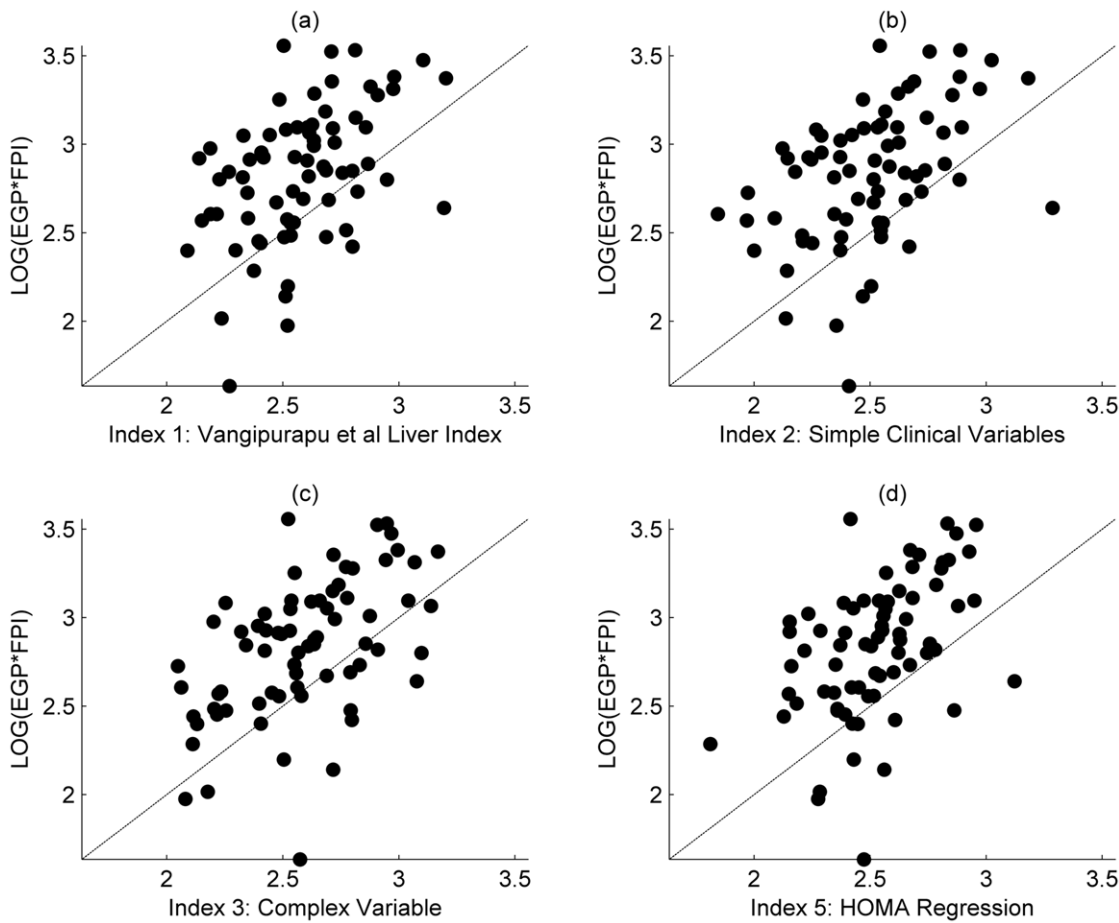 (a)
3.5
3
2.5
2
LOG(EGP*FPI)
2 2.5 3 3.5
Index 1: Vangipurapu et al Liver Index
(b)
3.5
3
2.5
2
LOG(EGP*FPI)
2 2.5 3 3.5
Index 2: Simple Clinical Variables
(c)
3.5
3
2.5
2
LOG(EGP*FPI)
2 2.5 3 3.5
Index 3: Complex Variable
(d)
3.5
3
2.5
2
LOG(EGP*FPI)
2 2.5 3 3.5
Index 5: HOMA Regression